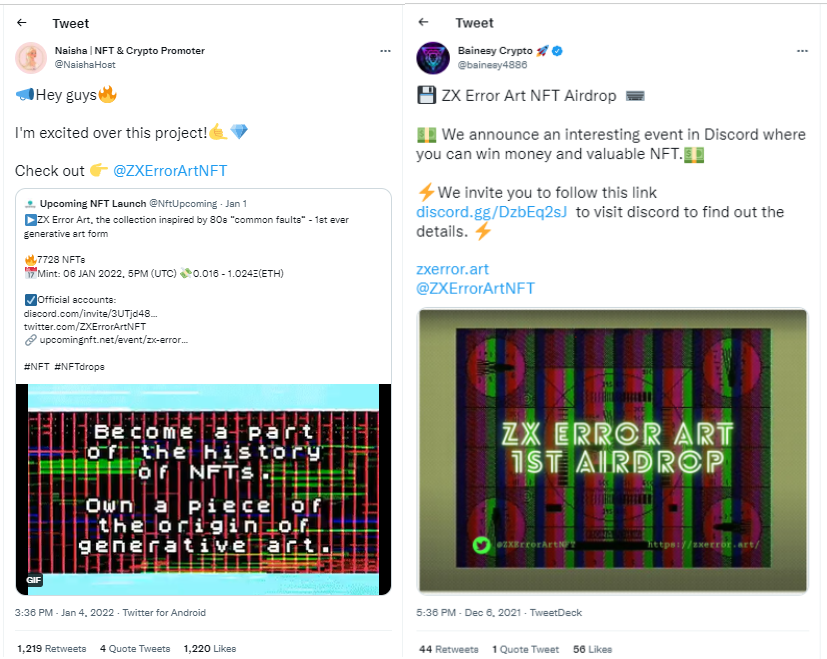 Tweet
Naisha | NFT & Crypto Promoter
@NaishaHost
📣Hey guys🔥
I'm excited over this project!🤙💎
Check out 👉 @ZXErrorArtNFT
Upcoming NFT Launch @NftUpcoming · Jan 1
▶️ZX Error Art, the collection inspired by 80s "common faults" - 1st ever
generative art form
🔥7728 NFTs
📅Mint: 06 JAN 2022, 5PM (UTC) 💸0.016 - 1.024Ξ(ETH)
☑️Official accounts:
discord.com/invite/3UTjd48...
twitter.com/ZXErrorArtNFT
🔗 upcomingnft.net/event/zx-error...
#NFT #NFTdrops
Become a part
of the history
of NFTs.
Own a piece of
the origin of
generative art.
GIF
3:36 PM · Jan 4, 2022 · Twitter for Android
1,219 Retweets 4 Quote Tweets 1,220 Likes
Tweet
Bainesy Crypto 🚀
@bainesy4886
💾 ZX Error Art NFT Airdrop ⌨️
💵 We announce an interesting event in Discord where
you can win money and valuable NFT.💵
⚡We invite you to follow this link
discord.gg/DzbEq2sJ to visit discord to find out the
details. ⚡
zxerror.art
@ZXErrorArtNFT
ZX ERROR ART
1ST AIRDROP
@ZXErrorArtNFT https://zxerror.art/
5:36 PM · Dec 6, 2021 · TweetDeck
44 Retweets 1 Quote Tweet 56 Likes